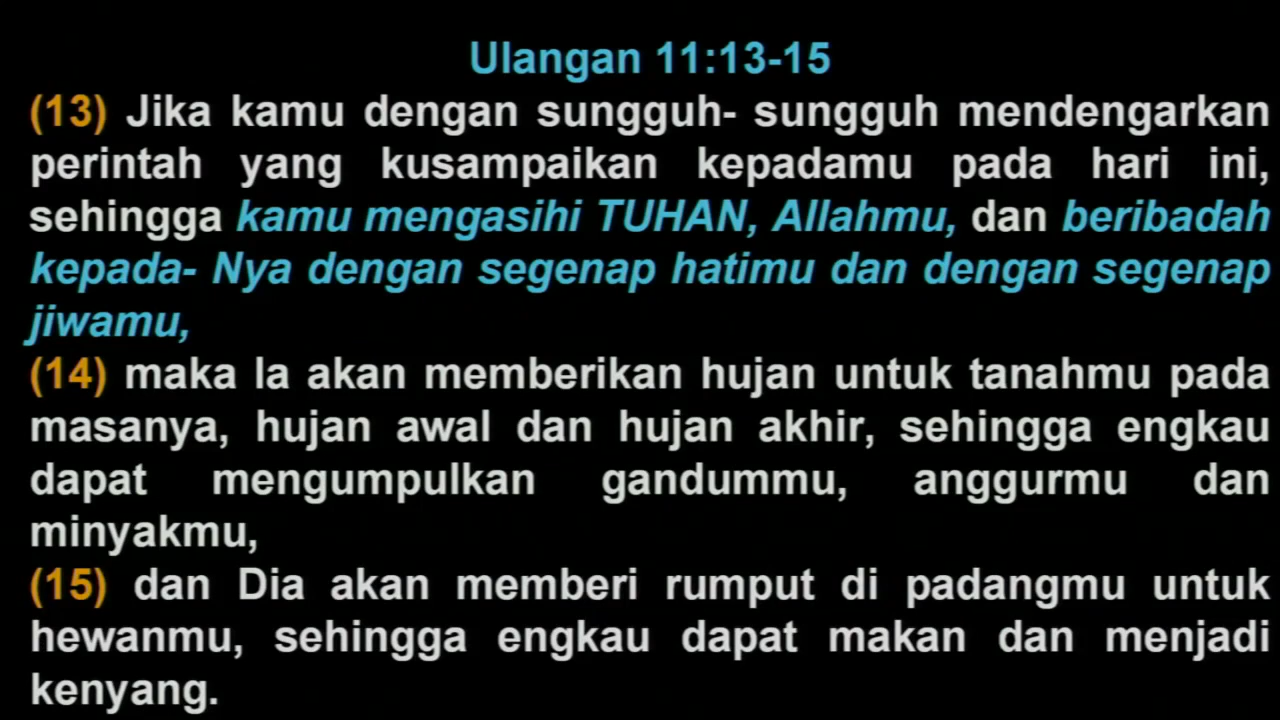 Ulangan 11:13-15
(13) Jika kamu dengan sungguh- sungguh mendengarkan
perintah yang kusampaikan kepadamu pada hari ini,
sehingga kamu mengasihi TUHAN, Allahmu, dan beribadah
kepada- Nya dengan segenap hatimu dan dengan segenap
jiwamu,
(14) maka Ia akan memberikan hujan untuk tanahmu pada
masanya, hujan awal dan hujan akhir, sehingga engkau
dapat mengumpulkan gandummu, anggurmu dan
minyakmu,
(15) dan Dia akan memberi rumput di padangmu untuk
hewanmu, sehingga engkau dapat makan dan menjadi
kenyang.